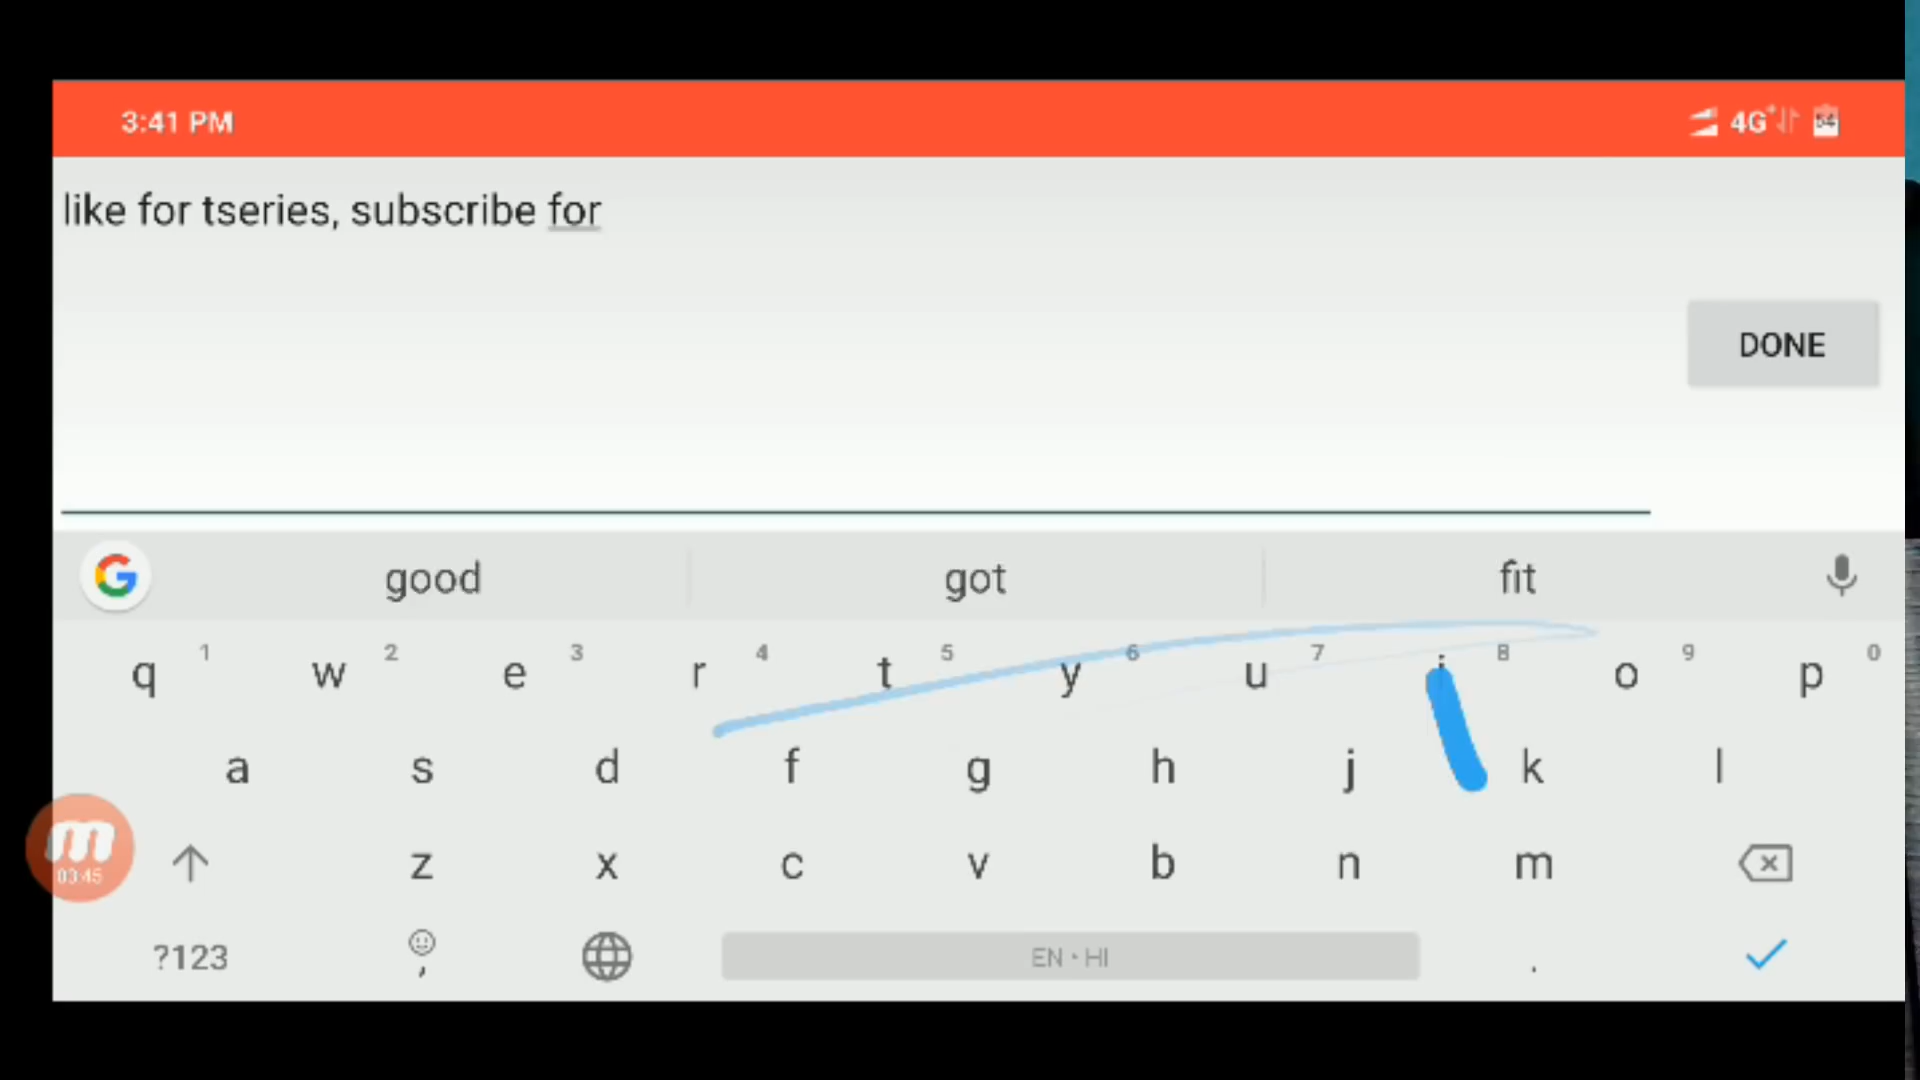 3:41 PM 4G+ 54
like for tseries, subscribe for
DONE
G good got fit
q 1 w 2 e 3 r 4 t 5 y 6 u 7 i 8 o 9 p 0
a s d f g h j k l
z x c v b n m
03:45
?123 , EN • HI .